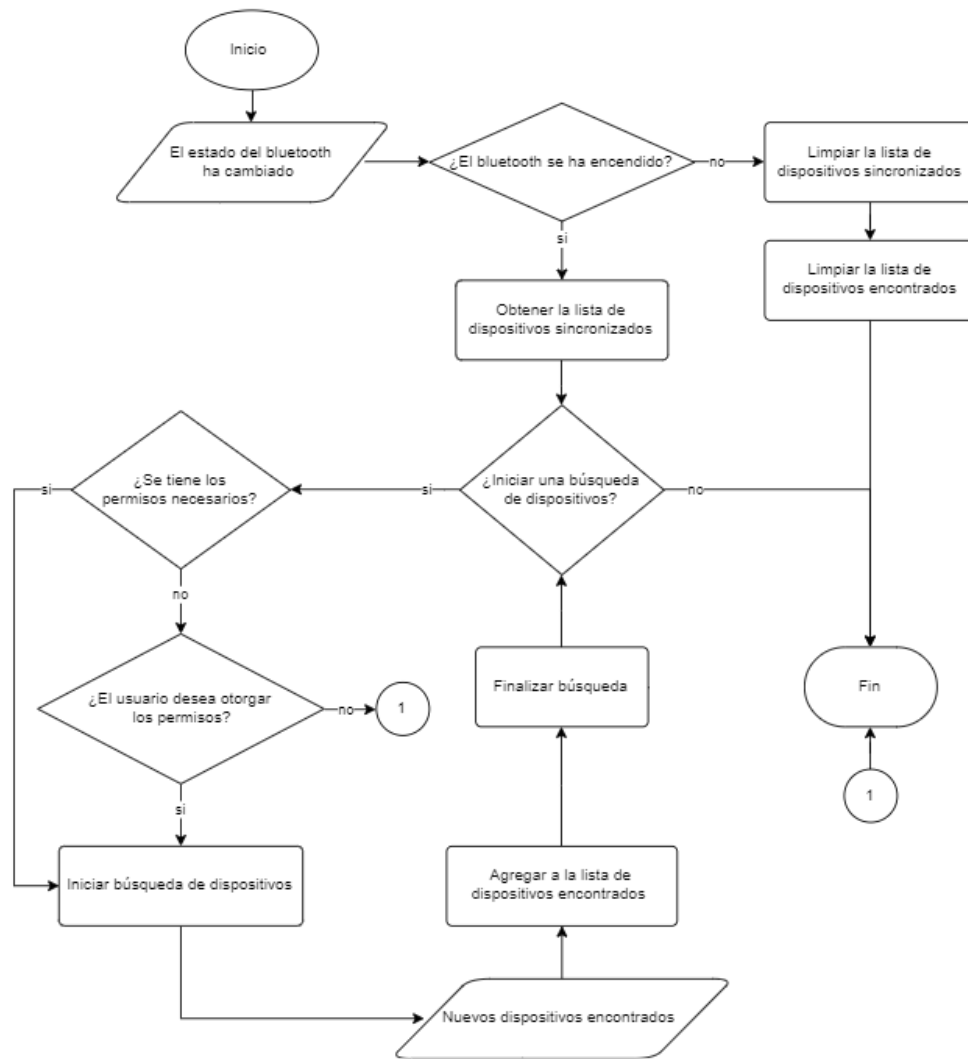 Inicio
El estado del bluetooth
ha cambiado
¿El bluetooth se ha encendido?
no
Limpiar la lista de
dispositivos sincronizados
si
Limpiar la lista de
dispositivos encontrados
Obtener la lista de
dispositivos sincronizados
¿Iniciar una búsqueda
de dispositivos?
no
si
¿Se tiene los
permisos necesarios?
si
no
¿El usuario desea otorgar
los permisos?
no
1
Finalizar búsqueda
Fin
1
si
Iniciar búsqueda de dispositivos
Agregar a la lista de
dispositivos encontrados
Nuevos dispositivos encontrados